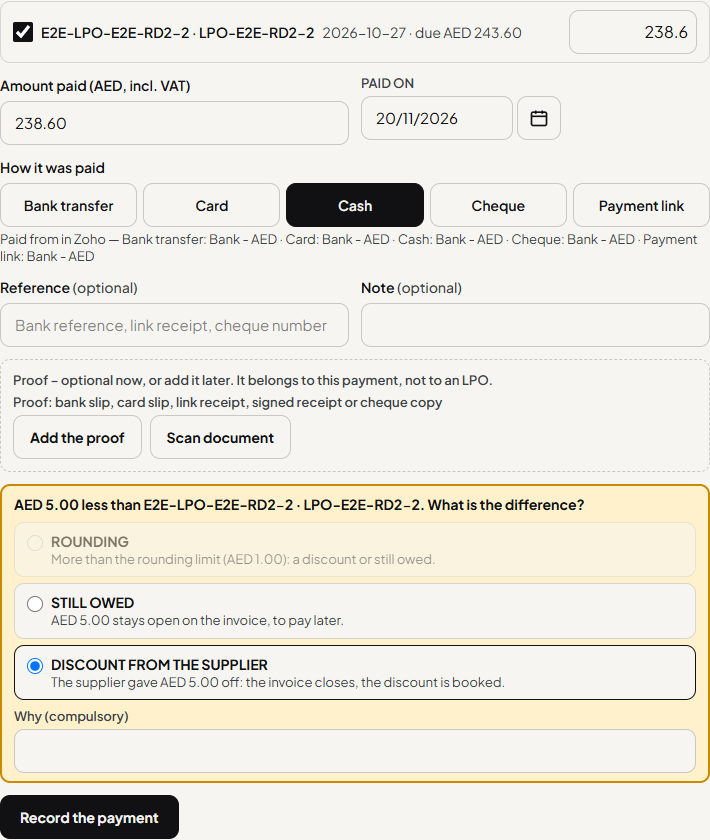 E2E-LPO-E2E-RD2-2 · LPO-E2E-RD2-2 2026-10-27 · due AED 243.60 238.6
Amount paid (AED, incl. VAT) PAID ON
238.60 20/11/2026
How it was paid
Bank transfer Card Cash Cheque Payment link
Paid from in Zoho — Bank transfer: Bank - AED · Card: Bank - AED · Cash: Bank - AED · Cheque: Bank - AED · Payment
link: Bank - AED
Reference (optional) Note (optional)
Bank reference, link receipt, cheque number
Proof – optional now, or add it later. It belongs to this payment, not to an LPO.
Proof: bank slip, card slip, link receipt, signed receipt or cheque copy
Add the proof Scan document
AED 5.00 less than E2E-LPO-E2E-RD2-2 · LPO-E2E-RD2-2. What is the difference?
ROUNDING
More than the rounding limit (AED 1.00): a discount or still owed.
STILL OWED
AED 5.00 stays open on the invoice, to pay later.
DISCOUNT FROM THE SUPPLIER
The supplier gave AED 5.00 off: the invoice closes, the discount is booked.
Why (compulsory)
Record the payment